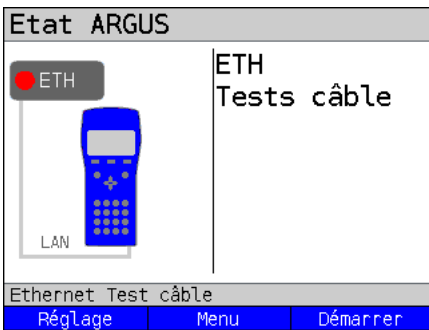 Etat ARGUS
ETH
ETH
Tests câble
LAN
Ethernet Test câble
Réglage Menu Démarrer